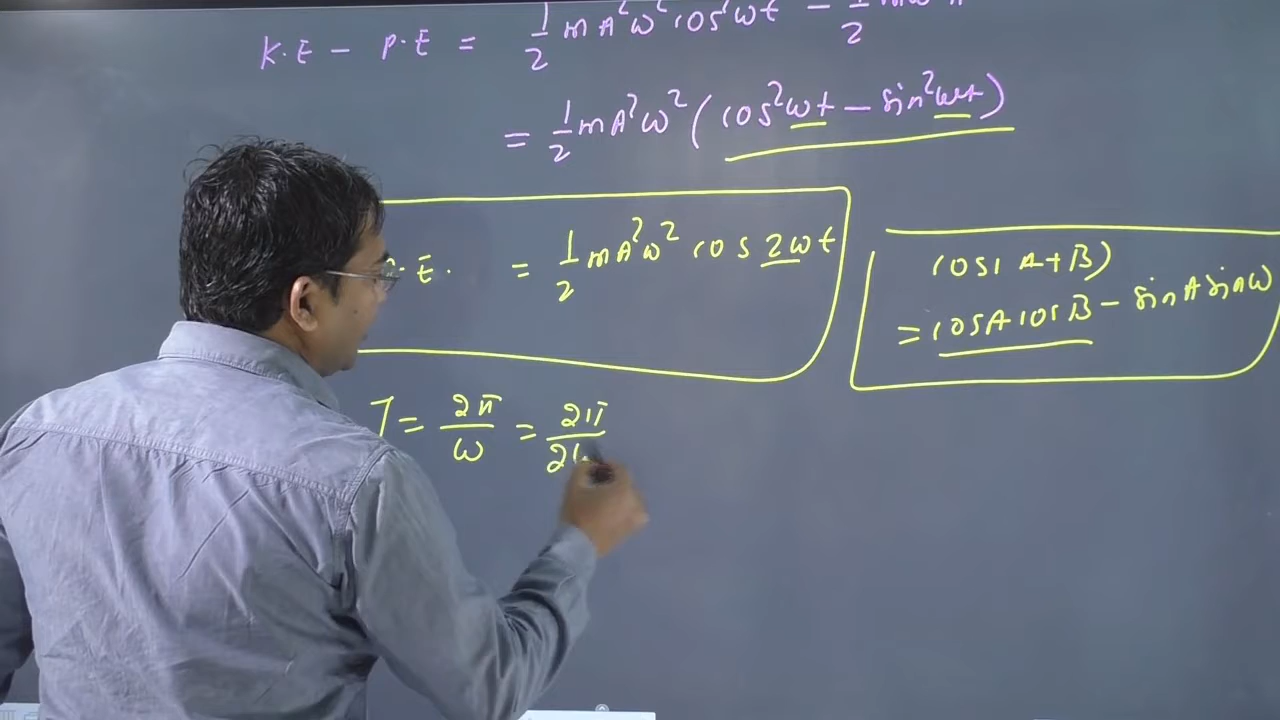 K.E - P.E = 1/2 mA²ω² cos²ωt - 1/2
= 1/2 mA²ω² (cos²ωt - sin²ωt)
P.E. = 1/2 mA²ω² cos 2ωt
cos(A+B)
= cosA cosB - sinA sinω
T = 2π/ω = 2π/2